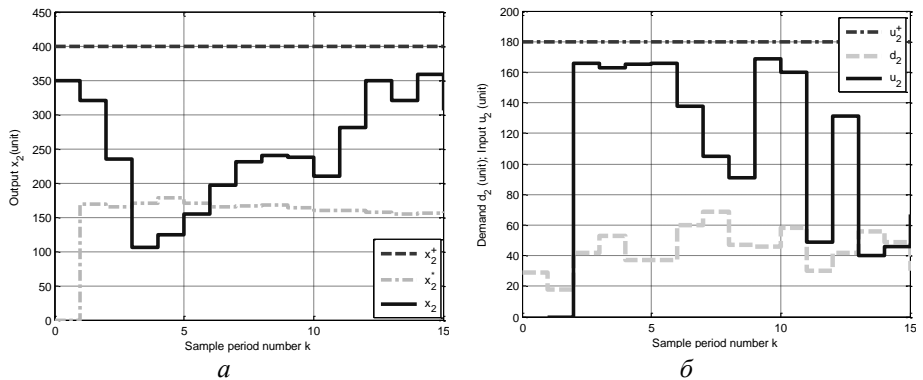 450
400
350
300
250
200
150
100
50
0
0 5 10 15
Output x₂(unit)
Sample period number k
x₂⁺
x₂*
x₂
а
200
180
160
140
120
100
80
60
40
20
0
0 5 10 15
Demand d₂ (unit); Input u₂ (unit)
Sample period number k
u₂⁺
d₂
u₂
б